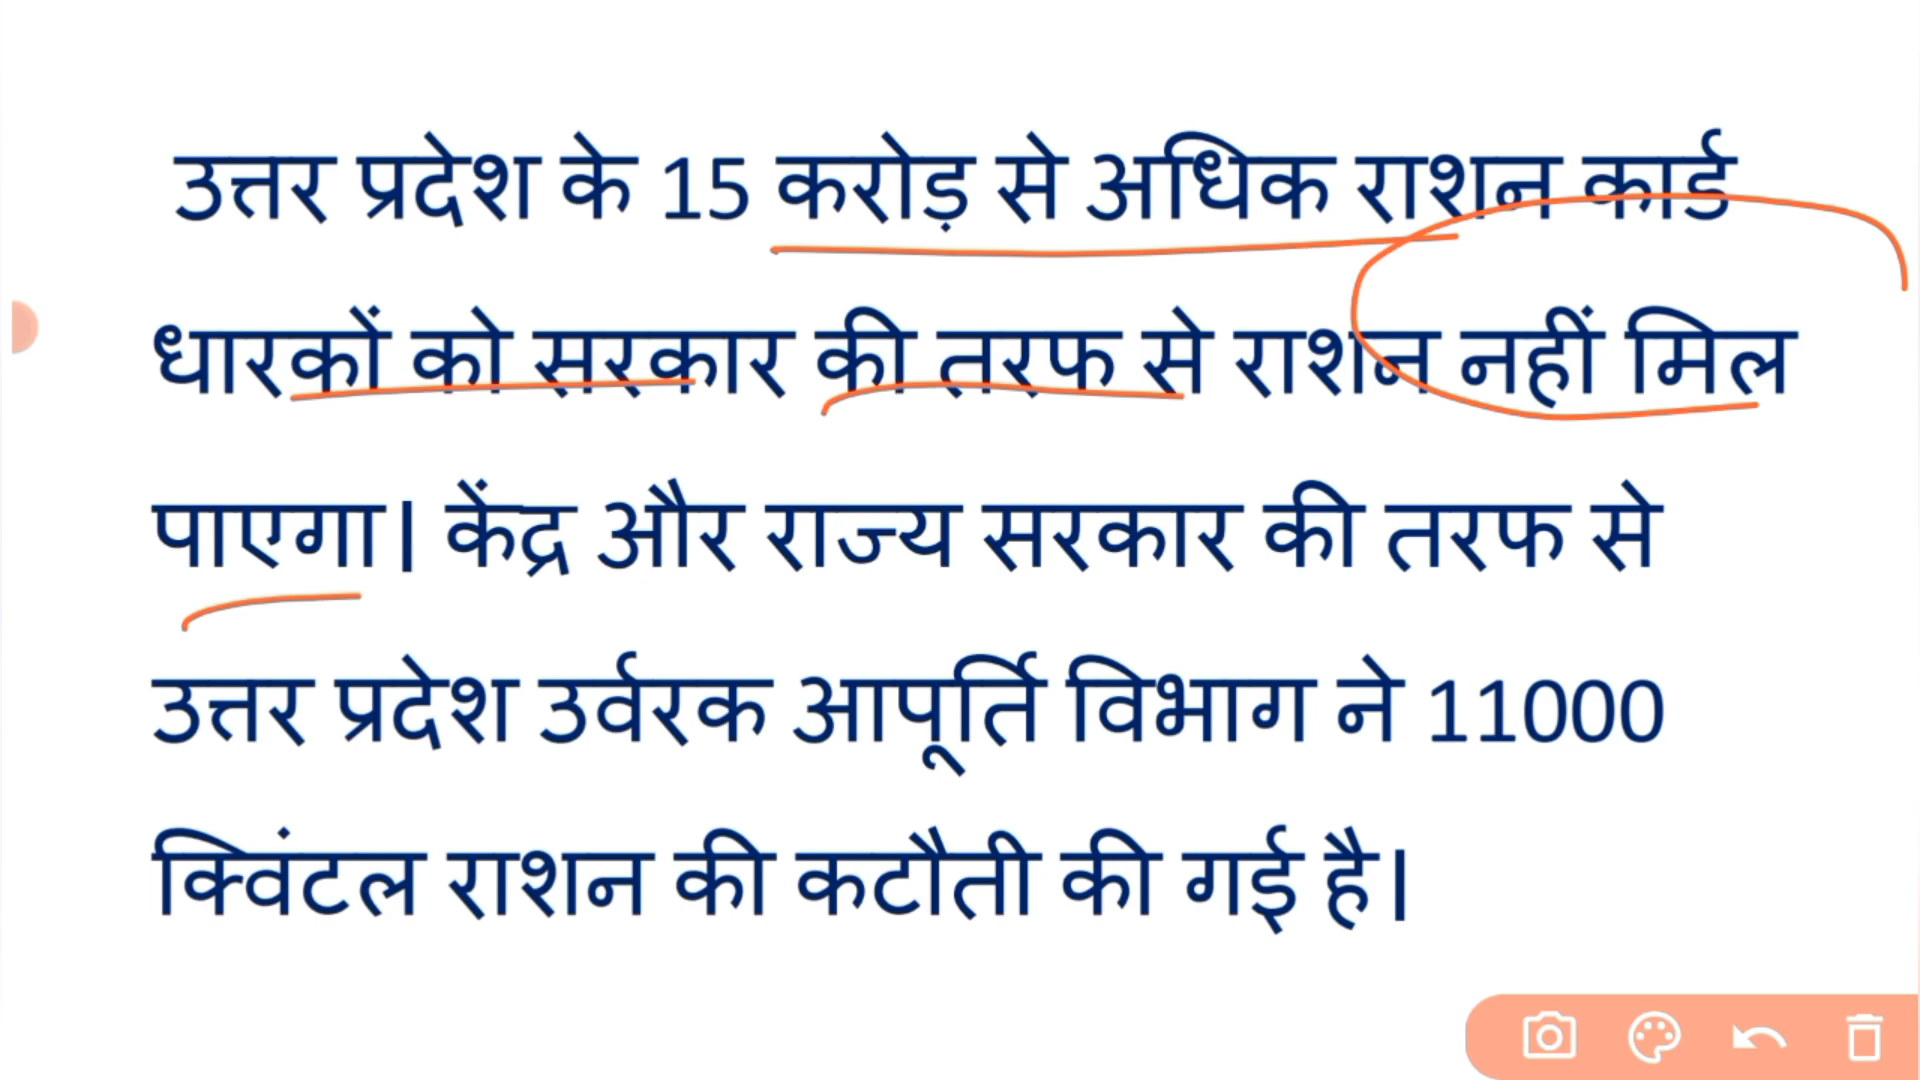 उत्तर प्रदेश के 15 करोड़ से अधिक राशन कार्ड
धारकों को सरकार की तरफ से राशन नहीं मिल
पाएगा। केंद्र और राज्य सरकार की तरफ से
उत्तर प्रदेश उर्वरक आपूर्ति विभाग ने 11000
क्विंटल राशन की कटौती की गई है।